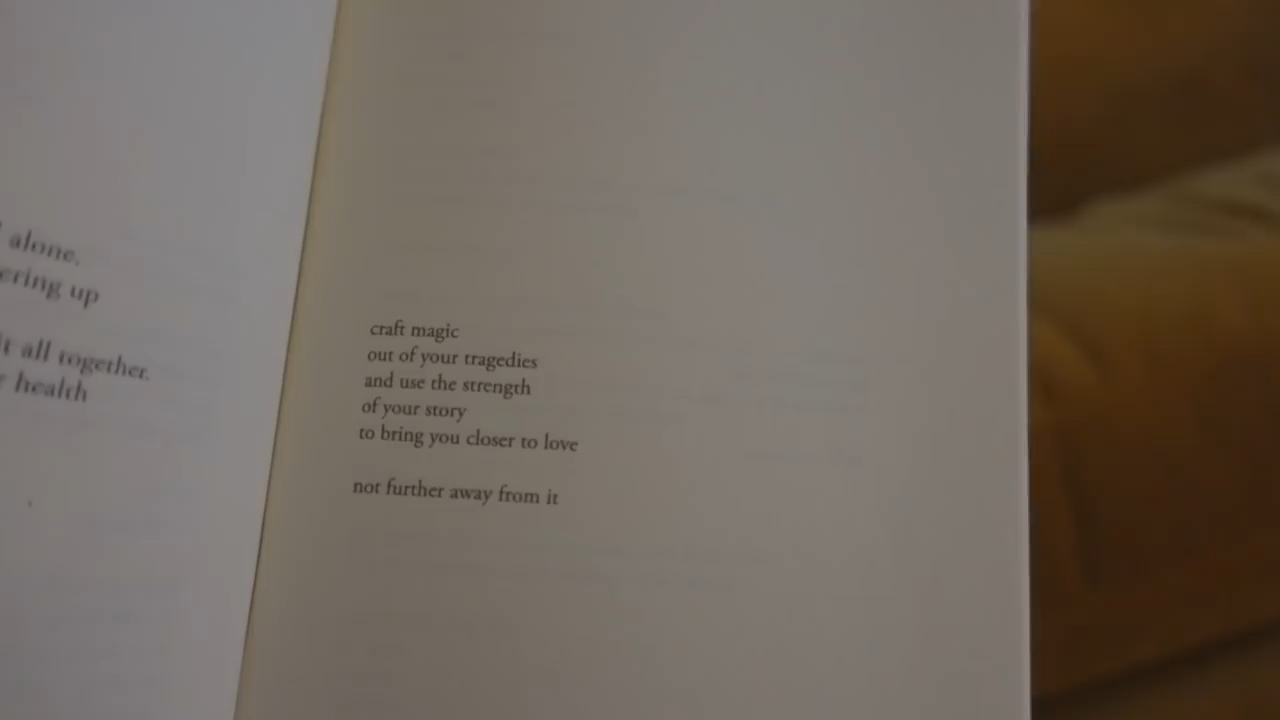 alone,
ering up
all together.
health
craft magic
out of your tragedies
and use the strength
of your story
to bring you closer to love
not further away from it